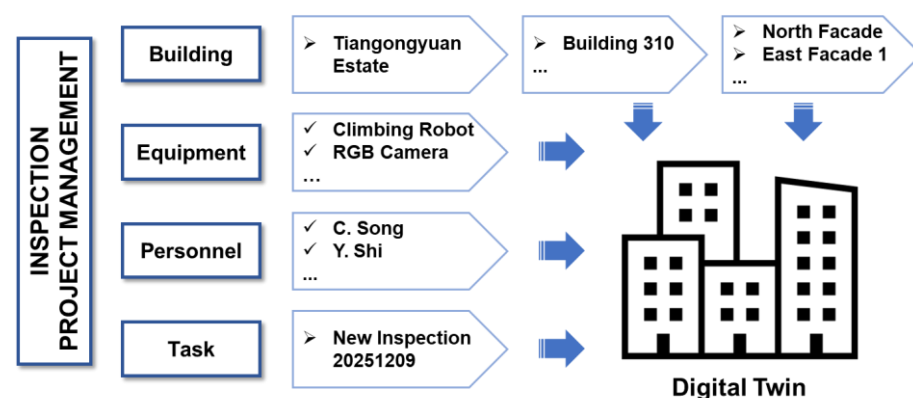 INSPECTION
PROJECT MANAGEMENT
Building
➢ Tiangongyuan
Estate
➢ Building 310
...
➢ North Facade
➢ East Facade 1
...
Equipment
✓ Climbing Robot
✓ RGB Camera
...
Personnel
✓ C. Song
✓ Y. Shi
...
Task
➢ New Inspection
20251209
Digital Twin